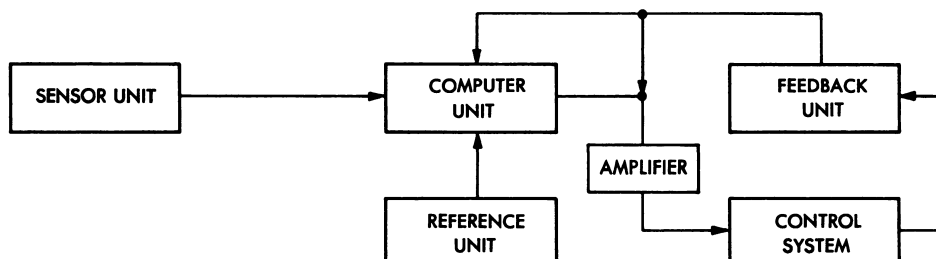 SENSOR UNIT
COMPUTER
UNIT
FEEDBACK
UNIT
AMPLIFIER
REFERENCE
UNIT
CONTROL
SYSTEM